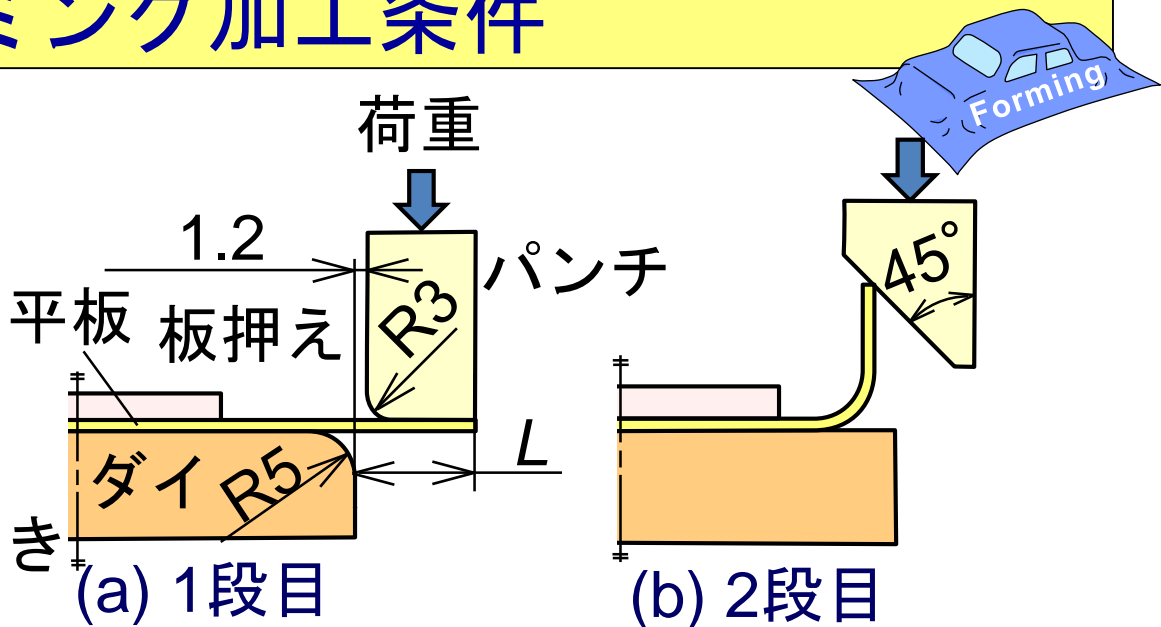 ミング加工条件
Forming
荷重
1.2
パンチ
45°
R3
平板
板押え
L
ダイ
R5
き
(a) 1段目
(b) 2段目